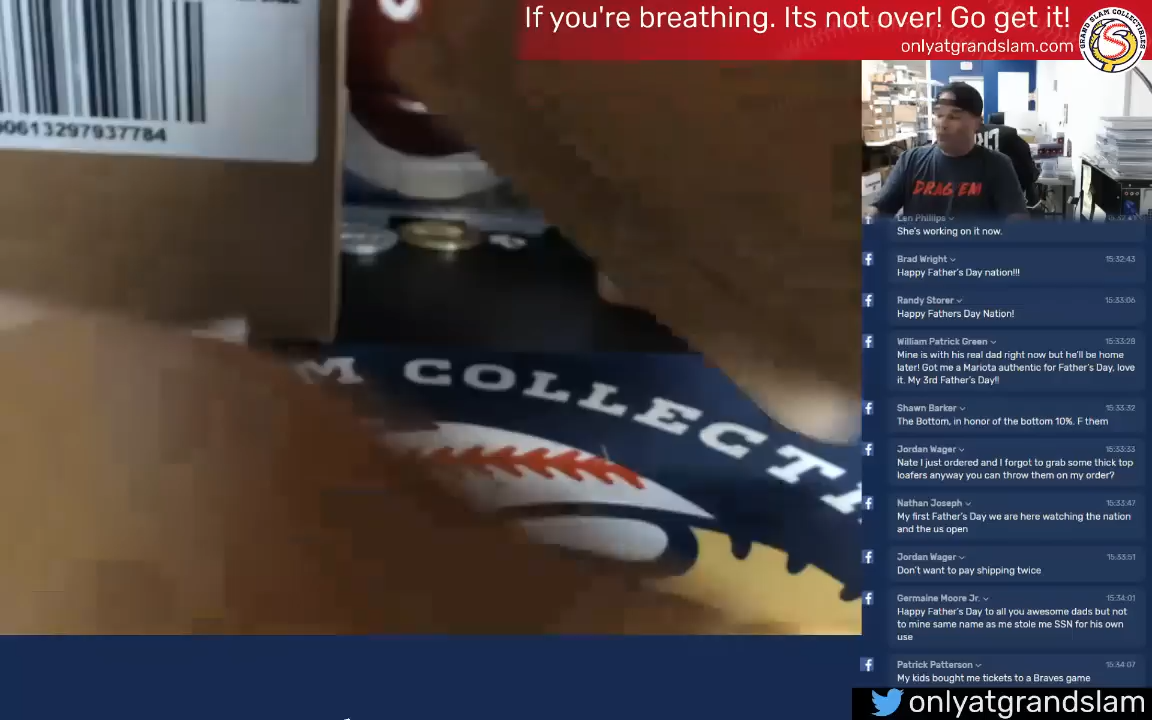 If you're breathing. Its not over! Go get it!
onlyatgrandslam.com
GRAND SLAM COLLECTIBLES
0613297937784
M COLLECT
DRAG EM
Len Phillips
She's working on it now.
Brad Wright 15:32:43
Happy Father's Day nation!!!
Randy Storer 15:33:06
Happy Fathers Day Nation!
William Patrick Green 15:33:28
Mine is with his real dad right now but he'll be home
later! Got me a Mariota authentic for Father's Day, love
it. My 3rd Father's Day!!
Shawn Barker 15:33:32
The Bottom, in honor of the bottom 10%. F them
Jordan Wager 15:33:33
Nate I just ordered and I forgot to grab some thick top
loafers anyway you can throw them on my order?
Nathan Joseph 15:33:47
My first Father's Day we are here watching the nation
and the us open
Jordan Wager 15:33:51
Don't want to pay shipping twice
Germaine Moore Jr. 15:34:01
Happy Father's Day to all you awesome dads but not
to mine same name as me stole me SSN for his own
use
Patrick Patterson 15:34:07
My kids bought me tickets to a Braves game
onlyatgrandslam